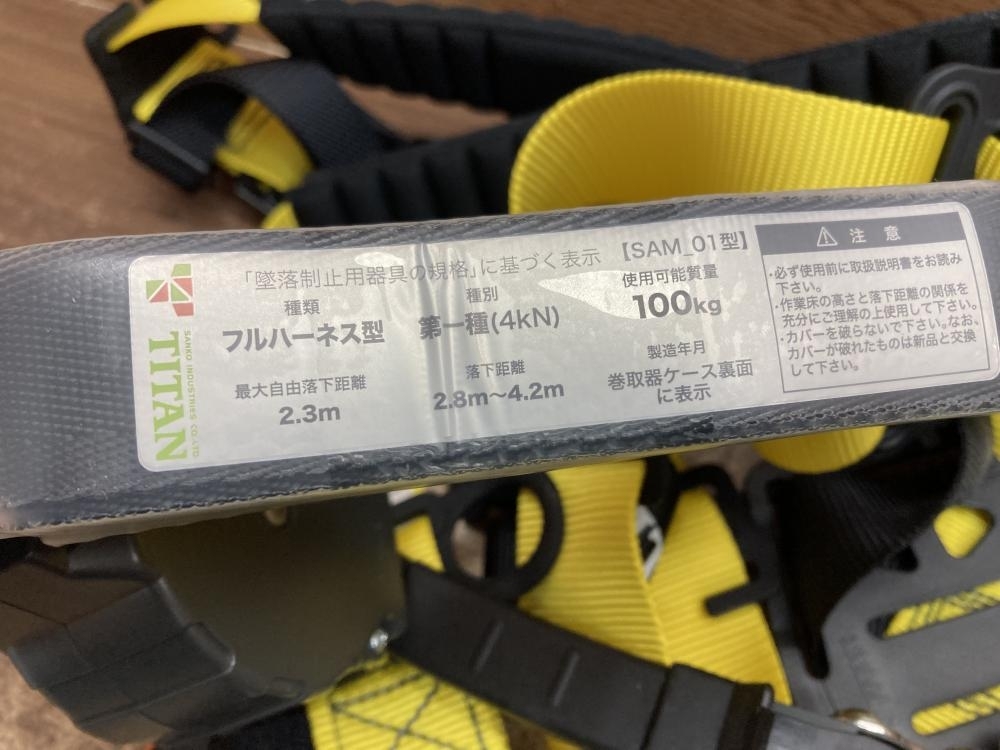 「墜落制止用器具の規格」に基づく表示 【SAM_01型】
種類
フルハーネス型
種別
第一種(4kN)
使用可能質量
100kg
最大自由落下距離
2.3m
落下距離
2.8m～4.2m
製造年月
巻取器ケース裏面
に表示
SANKO INDUSTRIES CO.,LTD
TITAN
注 意
・必ず使用前に取扱説明書をお読み
下さい。
・作業床の高さと落下距離の関係を
充分にご理解の上使用して下さい。
・カバーを破らないで下さい。なお、
カバーが破れたものは新品と交換
して下さい。